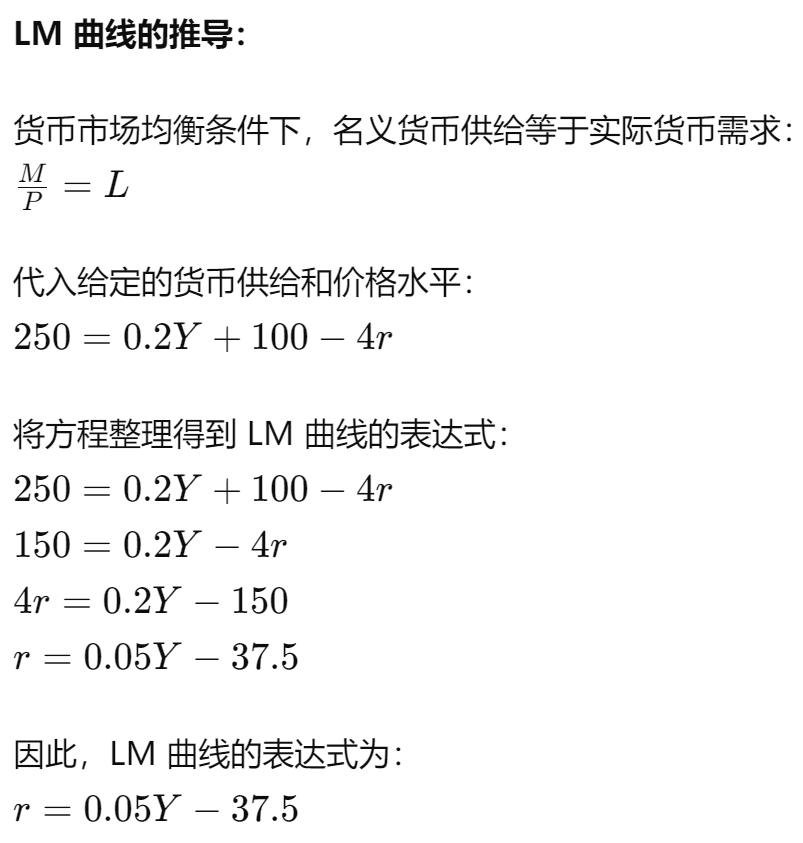 LM 曲线的推导：
货币市场均衡条件下，名义货币供给等于实际货币需求：
$\frac{M}{P} = L$
代入给定的货币供给和价格水平：
$250 = 0.2Y + 100 - 4r$
将方程整理得到 LM 曲线的表达式：
$250 = 0.2Y + 100 - 4r$
$150 = 0.2Y - 4r$
$4r = 0.2Y - 150$
$r = 0.05Y - 37.5$
因此，LM 曲线的表达式为：
$r = 0.05Y - 37.5$